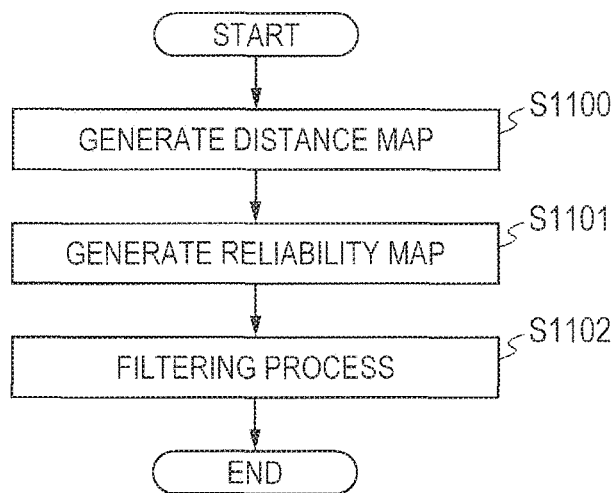 START
GENERATE DISTANCE MAP
S1100
GENERATE RELIABILITY MAP
S1101
FILTERING PROCESS
S1102
END